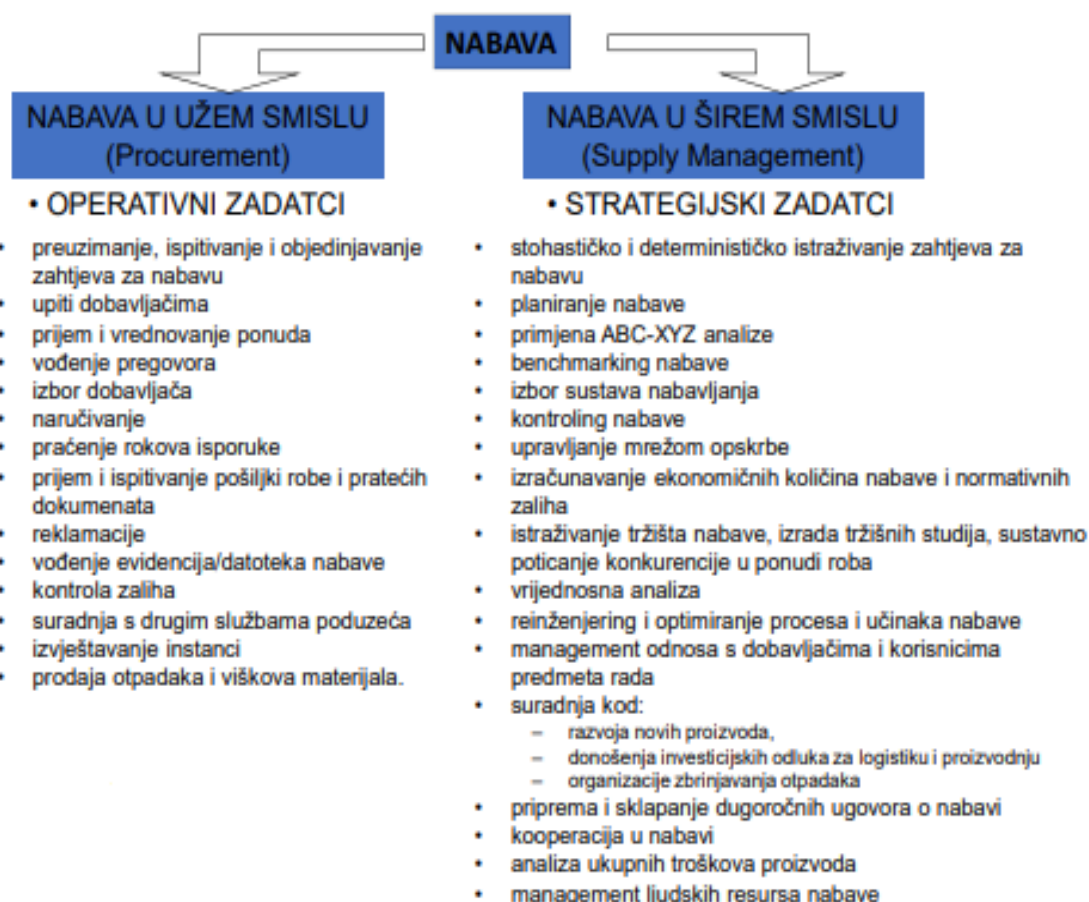 NABAVA
NABAVA U UŽEM SMISLU
(Procurement)
• OPERATIVNI ZADATCI
• preuzimanje, ispitivanje i objedinjavanje
zahtjeva za nabavu
• upiti dobavljačima
• prijem i vrednovanje ponuda
• vođenje pregovora
• izbor dobavljača
• naručivanje
• praćenje rokova isporuke
• prijem i ispitivanje pošiljki robe i pratećih
dokumenata
• reklamacije
• vođenje evidencija/datoteka nabave
• kontrola zaliha
• suradnja s drugim službama poduzeća
• izvještavanje instanci
• prodaja otpadaka i viškova materijala.
NABAVA U ŠIREM SMISLU
(Supply Management)
• STRATEGIJSKI ZADATCI
• stohastičko i determinističko istraživanje zahtjeva za
nabavu
• planiranje nabave
• primjena ABC-XYZ analize
• benchmarking nabave
• izbor sustava nabavljanja
• kontroling nabave
• upravljanje mrežom opskrbe
• izračunavanje ekonomičnih količina nabave i normativnih
zaliha
• istraživanje tržišta nabave, izrada tržišnih studija, sustavno
poticanje konkurencije u ponudi roba
• vrijednosna analiza
• reinženjering i optimiranje procesa i učinaka nabave
• management odnosa s dobavljačima i korisnicima
predmeta rada
• suradnja kod:
– razvoja novih proizvoda,
– donošenja investicijskih odluka za logistiku i proizvodnju
– organizacije zbrinjavanja otpadaka
• priprema i sklapanje dugoročnih ugovora o nabavi
• kooperacija u nabavi
• analiza ukupnih troškova proizvoda
• management ljudskih resursa nabave